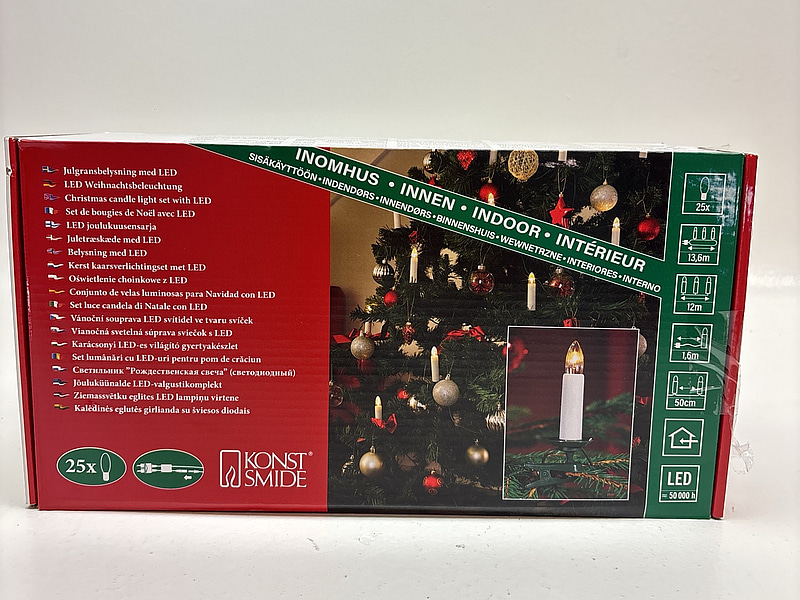 INOMHUS • INNEN • INDOOR • INTÉRIEUR
SISÄKÄYTTÖÖN • INDENDØRS • INNENDØRS • BINNENSHUIS • WEWNETRZNE • INTERIORES • INTERNO
Julgransbelysning med LED
LED Weihnachtsbeleuchtung
Christmas candle light set with LED
Set de bougies de Noël avec LED
LED joulukuusensarja
Juletræskæde med LED
Belysning med LED
Kerst kaarsverlichtingset met LED
Oświetlenie choinkowe z LED
Conjunto de velas luminosas para Navidad con LED
Set luce candela di Natale con LED
Vánoční souprava LED svítidel ve tvaru svíček
Vianočná svetelná súprava sviečok s LED
Karácsonyi LED-es világító gyertyakészlet
Set lumânări cu LED-uri pentru pom de crăciun
Светильник "Рождественская свеча" (светодиодный)
Jõuluküünalde LED-valgustikomplekt
Ziemassvētku eglītes LED lampiņu virtene
Kalėdinės eglutės girlianda su šviesos diodais
25x
KONST
SMIDE®
25x
13,6m
12m
1,6m
50cm
LED
≈ 50 000 h